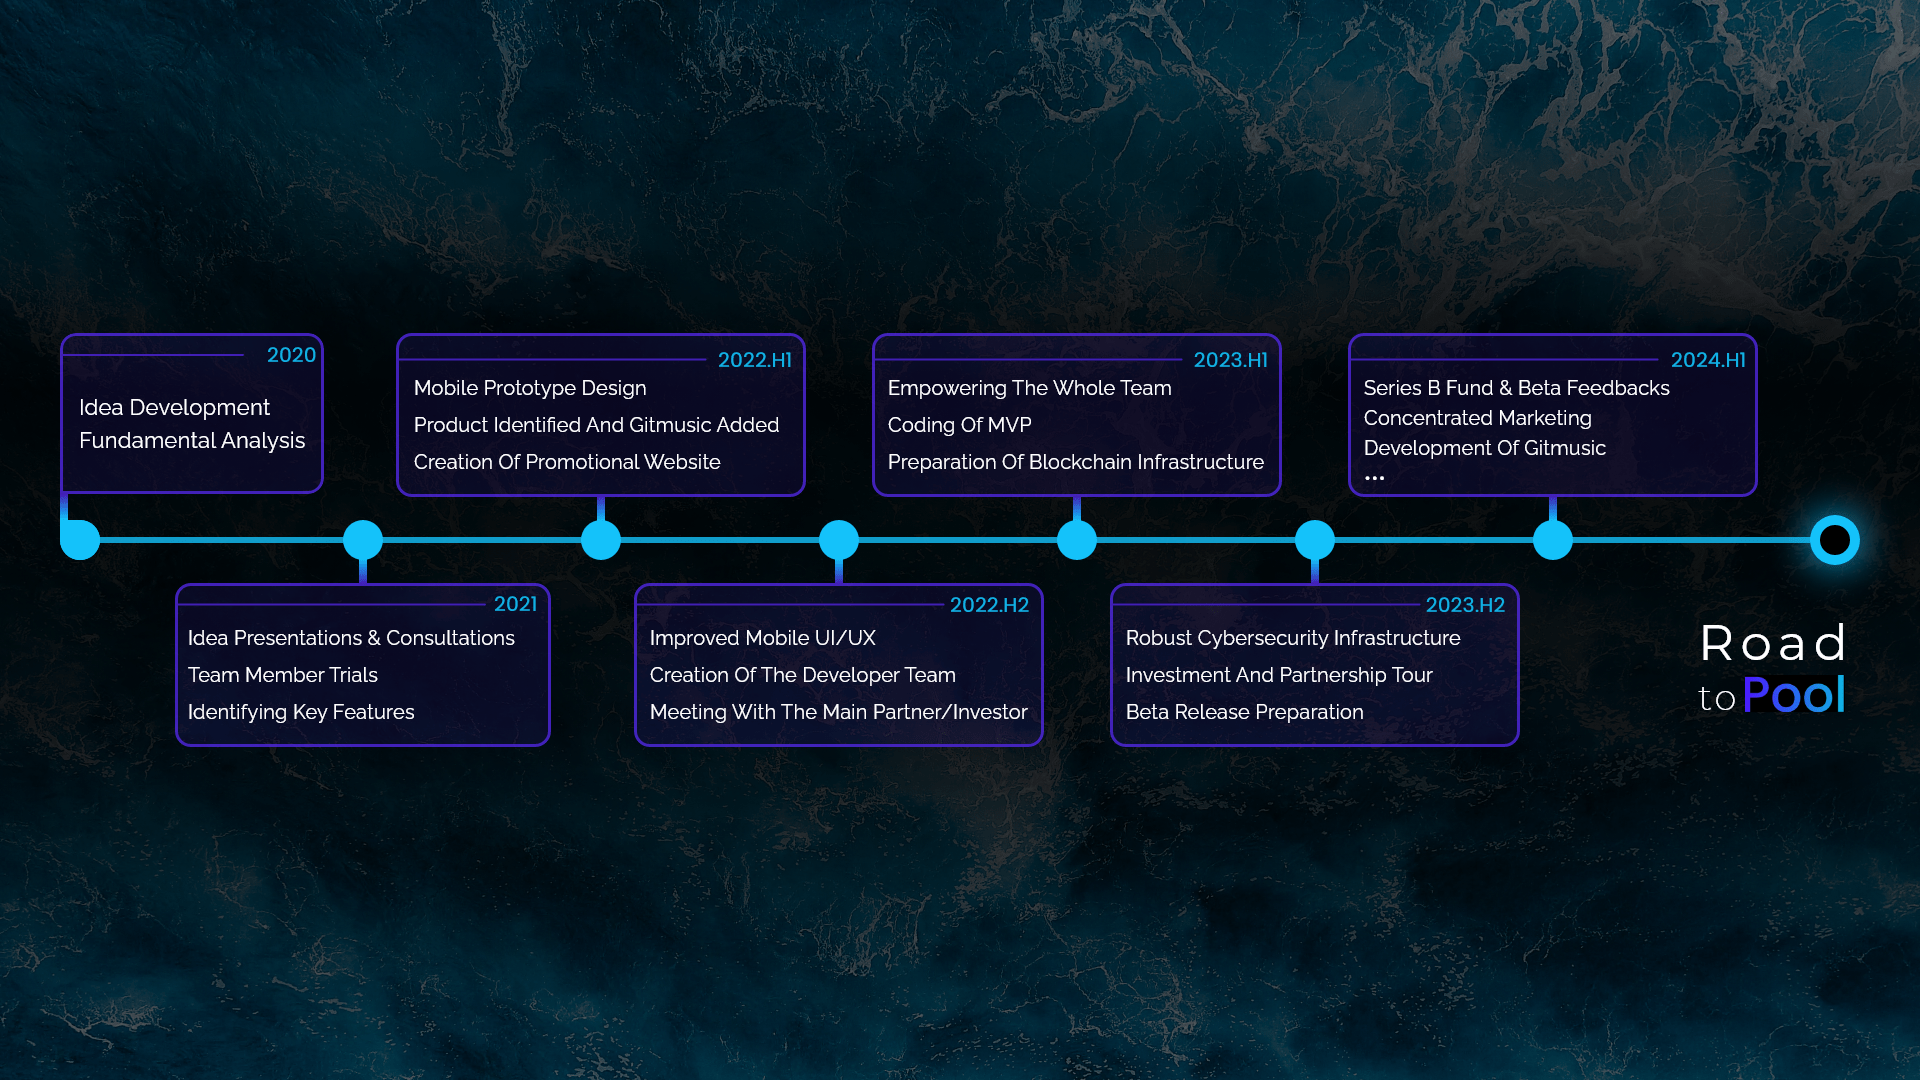 2020
Idea Development
Fundamental Analysis
2021
Idea Presentations & Consultations
Team Member Trials
Identifying Key Features
2022.H1
Mobile Prototype Design
Product Identified And Gitmusic Added
Creation Of Promotional Website
2022.H2
Improved Mobile UI/UX
Creation Of The Developer Team
Meeting With The Main Partner/Investor
2023.H1
Empowering The Whole Team
Coding Of MVP
Preparation Of Blockchain Infrastructure
2023.H2
Robust Cybersecurity Infrastructure
Investment And Partnership Tour
Beta Release Preparation
2024.H1
Series B Fund & Beta Feedbacks
Concentrated Marketing
Development Of Gitmusic
...
Road
to Pool